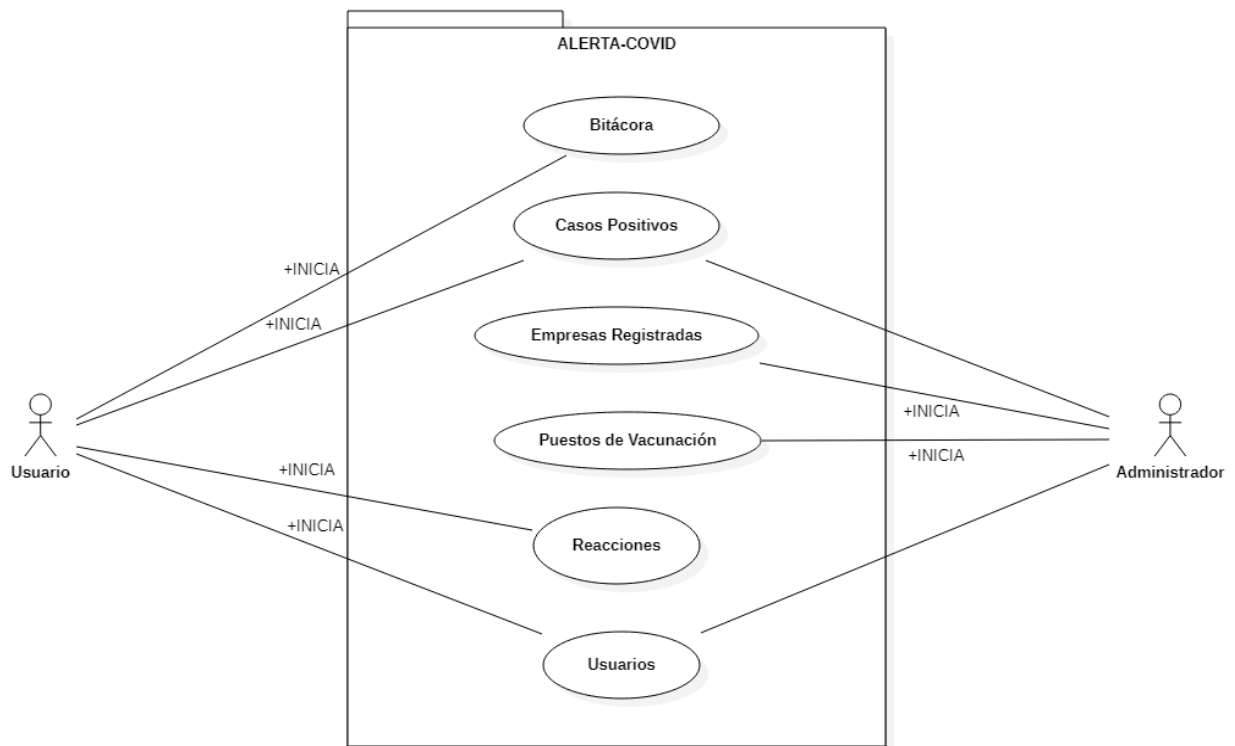 ALERTA-COVID
Bitácora
Casos Positivos
+INICIA
+INICIA
Empresas Registradas
+INICIA
Puestos de Vacunación
+INICIA
Usuario
Administrador
+INICIA
+INICIA
Reacciones
Usuarios